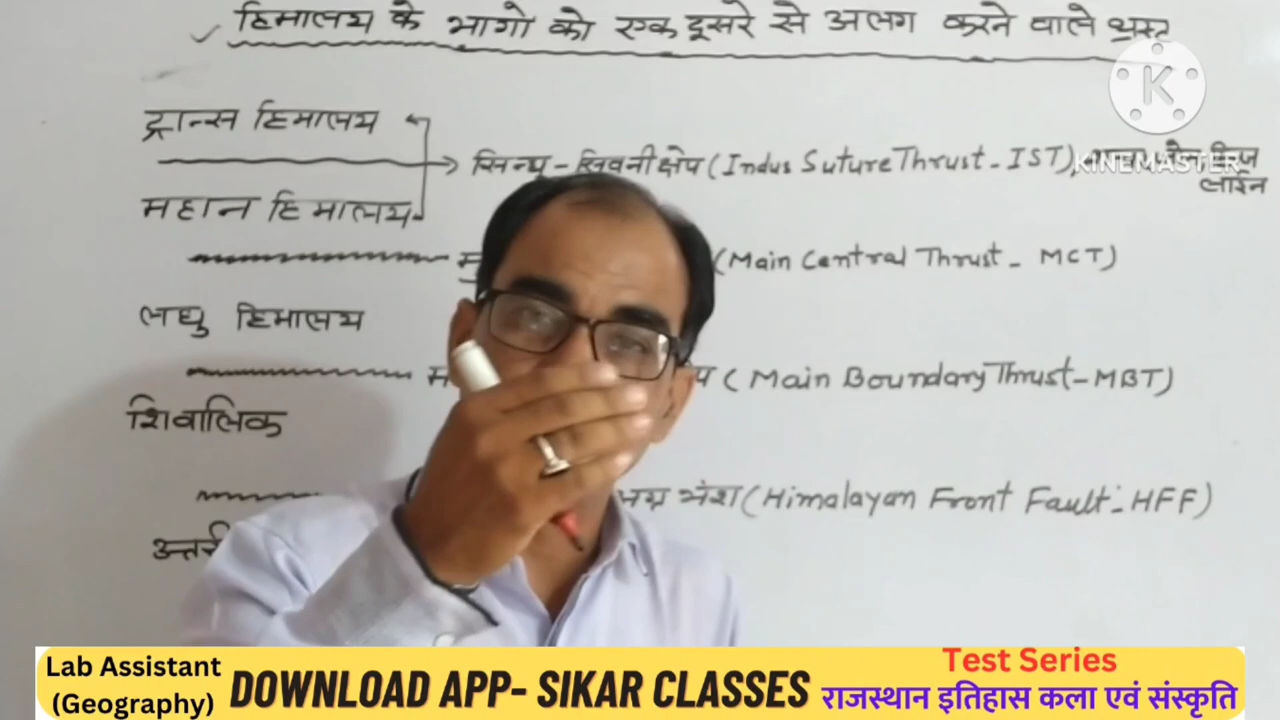 हिमालय के भागो को एक दूसरे से अलग करने वाले थ्रस्ट
ट्रान्स हिमालय
सिन्धु - सिवनी क्षेप (Indus Suture Thrust - IST),
लाईन
महान हिमालय
(Main Central Thrust - MCT)
लघु हिमालय
(Main Boundary Thrust - MBT)
शिवालिक
भ्रंश (Himalayan Front Fault - HFF)
K
KINEMASTER
Lab Assistant
(Geography)
DOWNLOAD APP- SIKAR CLASSES
Test Series
राजस्थान इतिहास कला एवं संस्कृति